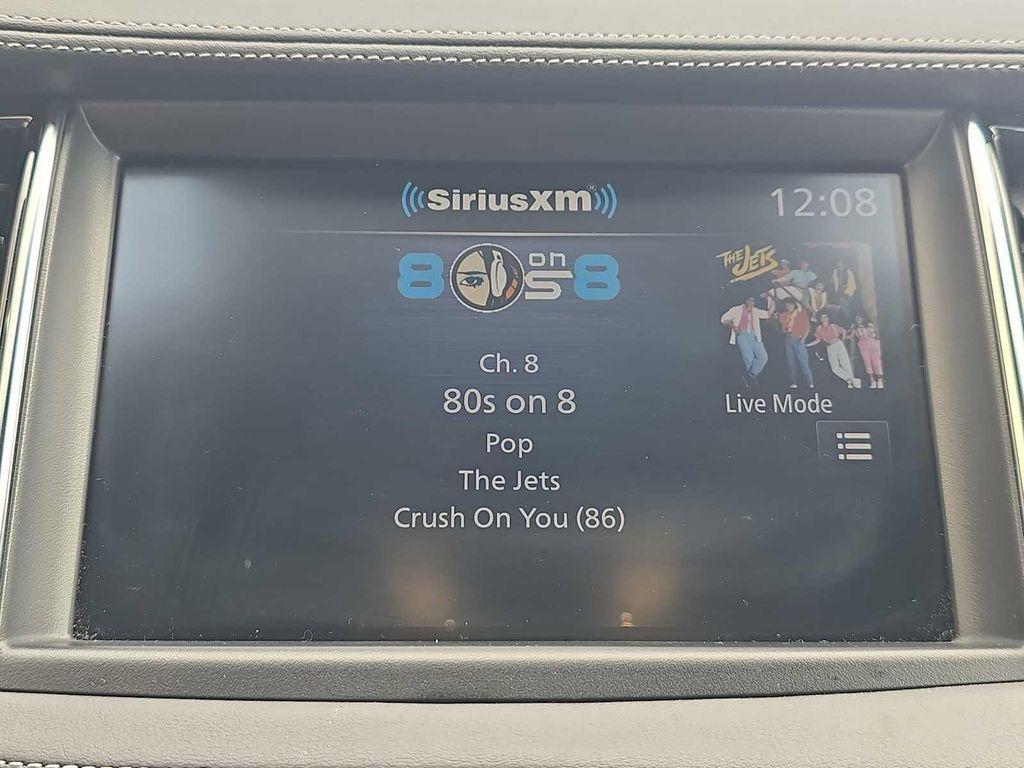 SiriusXM
12:08
80s on 8
THE JETS
Ch. 8
80s on 8
Live Mode
Pop
The Jets
Crush On You (86)